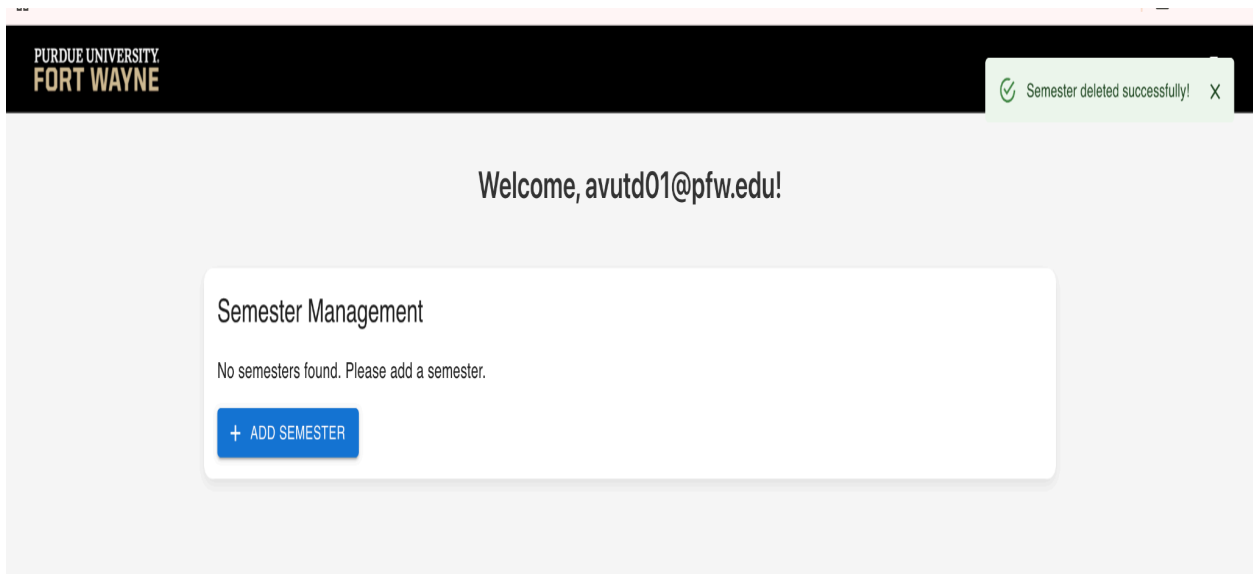 PURDUE UNIVERSITY.
FORT WAYNE
Semester deleted successfully! X
Welcome, avutd01@pfw.edu!
Semester Management
No semesters found. Please add a semester.
+ ADD SEMESTER